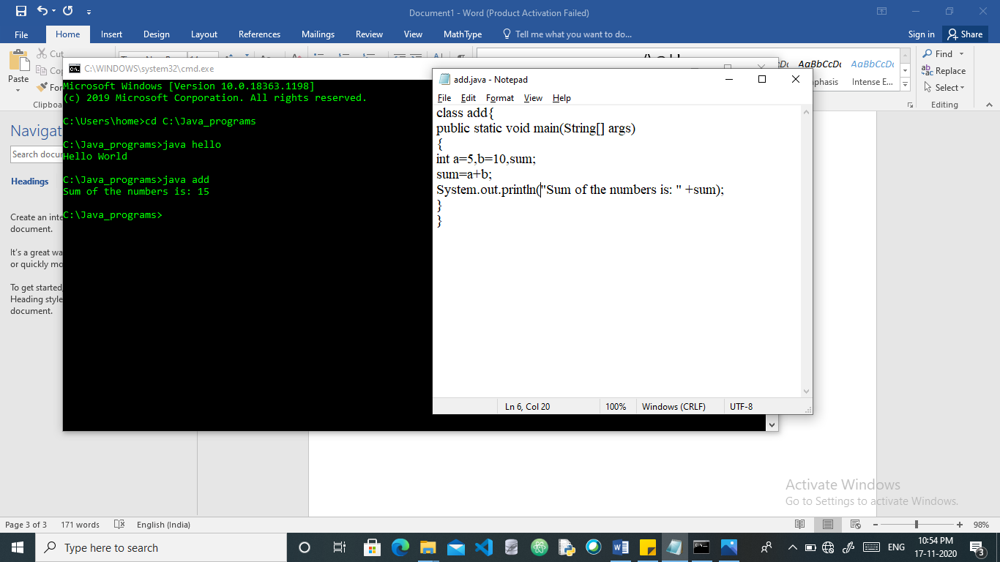 Document1 - Word (Product Activation Failed)
File Home Insert Design Layout References Mailings Review View MathType Tell me what you want to do... Sign in Share
Cut
Paste
Clipboa
AaBbCcDc AaBbCcDc
Intense E...
Find
Replace
Select
Editing
Navigat
Search docu
Headings
Create an inte
document.
It's a great wa
or quickly mo
To get started,
Heading style
document.
C:\WINDOWS\system32\cmd.exe
Microsoft Windows [Version 10.0.18363.1198]
(c) 2019 Microsoft Corporation. All rights reserved.
C:\Users\home>cd C:\Java_programs
C:\Java_programs>java hello
Hello World
C:\Java_programs>java add
Sum of the numbers is: 15
C:\Java_programs>
add.java - Notepad
File Edit Format View Help
class add{
public static void main(String[] args)
{
int a=5,b=10,sum;
sum=a+b;
System.out.println("Sum of the numbers is: " +sum);
}
}
Ln 6, Col 20 100% Windows (CRLF) UTF-8
Activate Windows
Go to Settings to activate Windows.
Page 3 of 3 171 words English (India) 98%
Type here to search
ENG
10:54 PM
17-11-2020
3